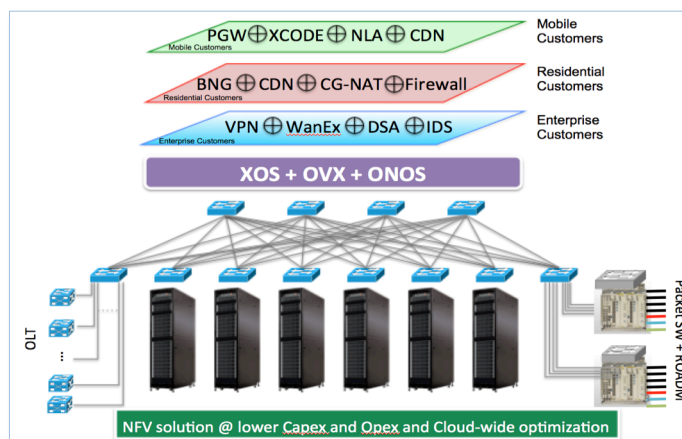 PGW⊕XCODE⊕NLA⊕CDN
Mobile Customers
Mobile
Customers
BNG⊕CDN⊕CG-NAT⊕Firewall
Residential Customers
Residential
Customers
VPN⊕WanEx⊕DSA⊕IDS
Enterprise Customers
Enterprise
Customers
XOS + OVX + ONOS
OLT
...
Packet SW + ROADM
NFV solution @ lower Capex and Opex and Cloud-wide optimization